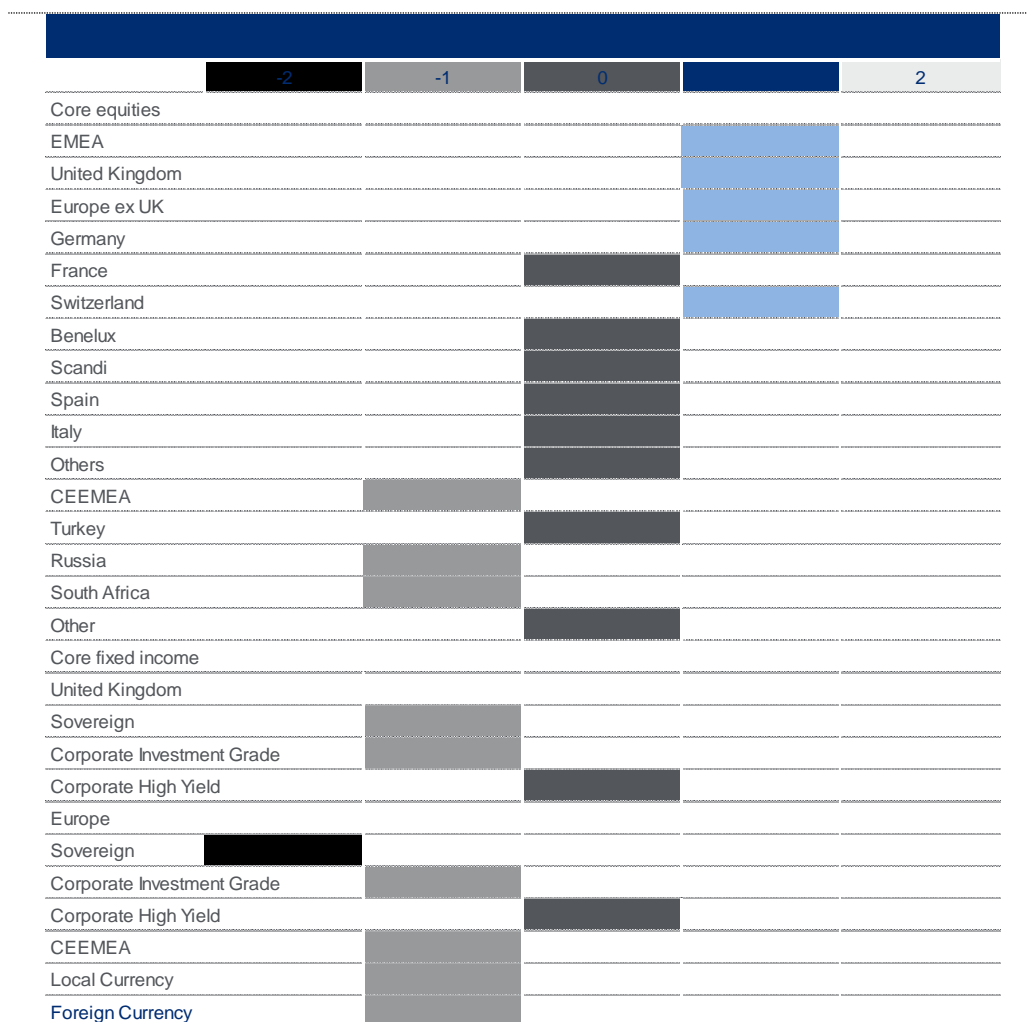 -2 -1 0 2
Core equities
EMEA
United Kingdom
Europe ex UK
Germany
France
Switzerland
Benelux
Scandi
Spain
Italy
Others
CEEMEA
Turkey
Russia
South Africa
Other
Core fixed income
United Kingdom
Sovereign
Corporate Investment Grade
Corporate High Yield
Europe
Sovereign
Corporate Investment Grade
Corporate High Yield
CEEMEA
Local Currency
Foreign Currency